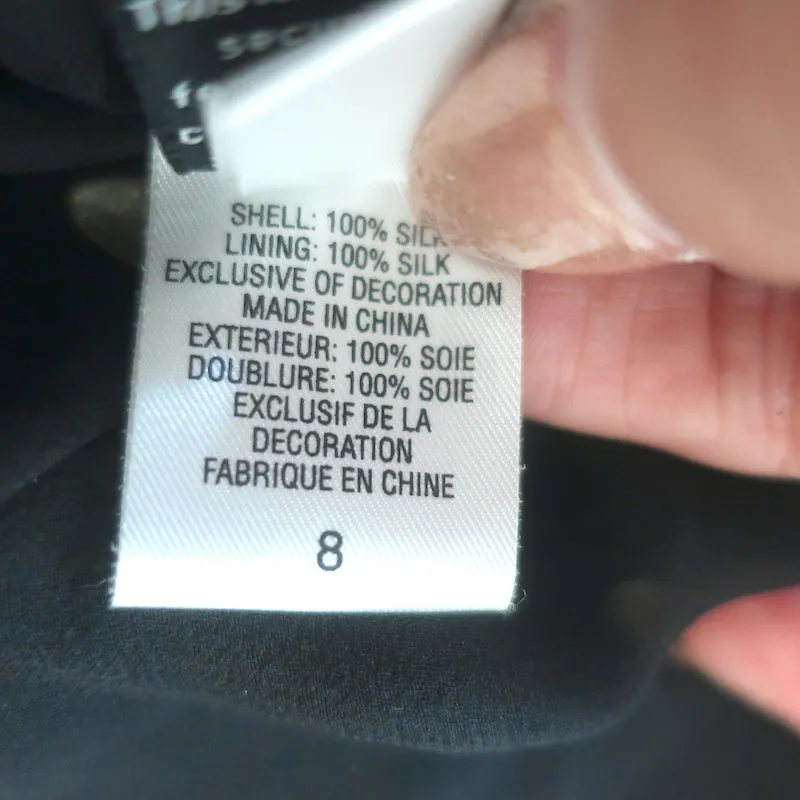 SHELL: 100% SILK
LINING: 100% SILK
EXCLUSIVE OF DECORATION
MADE IN CHINA
EXTERIEUR: 100% SOIE
DOUBLURE: 100% SOIE
EXCLUSIF DE LA
DECORATION
FABRIQUE EN CHINE
8